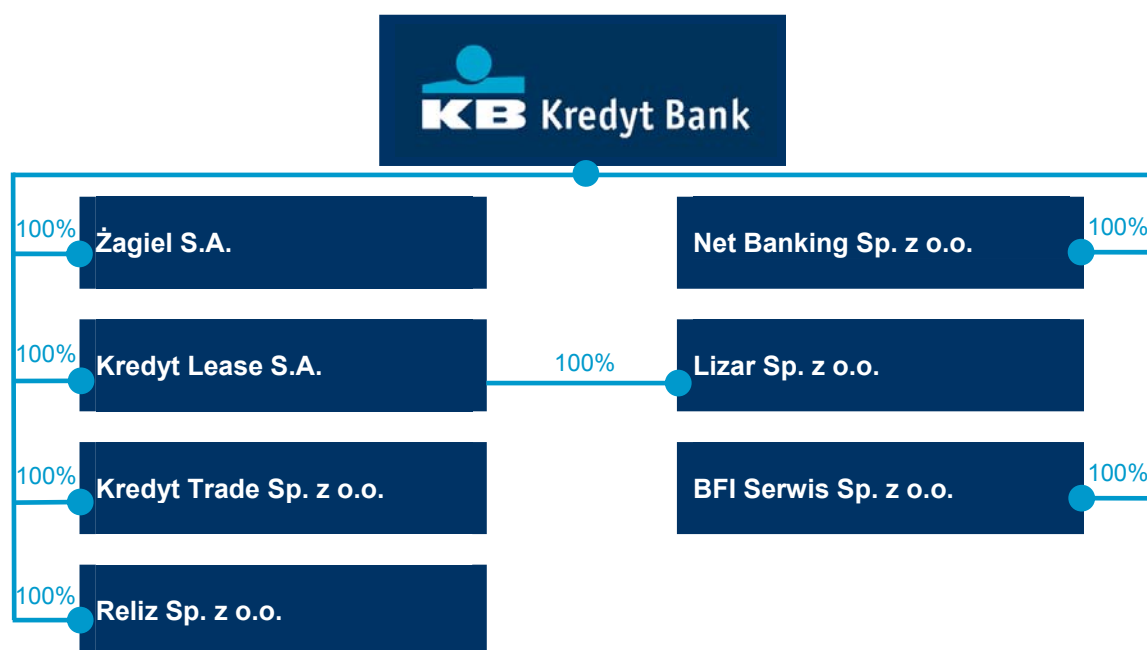 KB Kredyt Bank
100%
Żagiel S.A.
Net Banking Sp. z o.o.
100%
100%
Kredyt Lease S.A.
100%
Lizar Sp. z o.o.
100%
Kredyt Trade Sp. z o.o.
BFI Serwis Sp. z o.o.
100%
100%
Reliz Sp. z o.o.